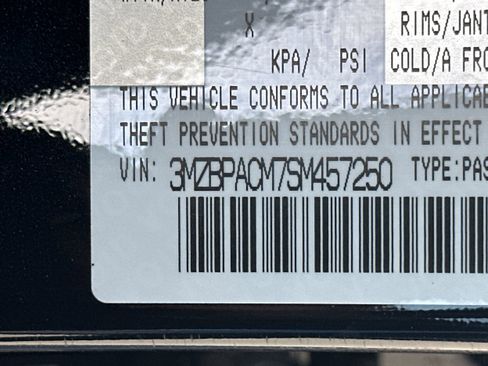 X RIMS/JANT
KPA/ PSI COLD/A FRO
THIS VEHICLE CONFORMS TO ALL APPLICAB
THEFT PREVENTION STANDARDS IN EFFECT
VIN: 3MZBPACM7SM457250 TYPE:PAS